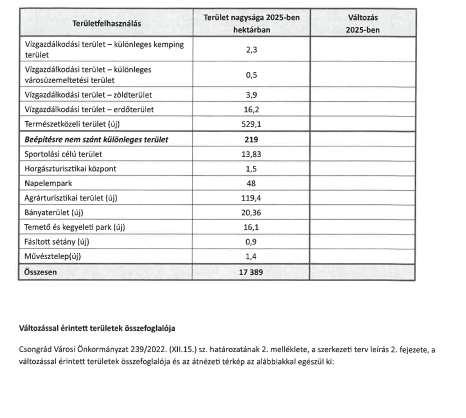 Területfelhasználás Terület nagysága 2025-ben Változás
hektárban 2025-ben
Vízgazdálkodási terület – különleges kemping
terület 2,3
Vízgazdálkodási terület – különleges
városüzemeltetési terület 0,5
Vízgazdálkodási terület – zöldterület 3,9
Vízgazdálkodási terület – erdőterület 16,2
Természetközeli terület (új) 529,1
Beépítésre nem szánt különleges terület 219
Sportolási célú terület 13,83
Horgászturisztikai központ 1,5
Napelempark 48
Agrárturisztikai terület (új) 119,4
Bányaterület (új) 20,36
Temető és kegyeleti park (új) 16,1
Fásított sétány (új) 0,9
Művésztelep(új) 1,4
Összesen 17 389
Változással érintett területek összefoglalója
Csongrád Városi Önkormányzat 239/2022. (XII.15.) sz. határozatának 2. melléklete, a szerkezeti terv leírás 2. fejezete, a
változással érintett területek összefoglalója és az átnézeti térkép az alábbiakkal egészül ki: